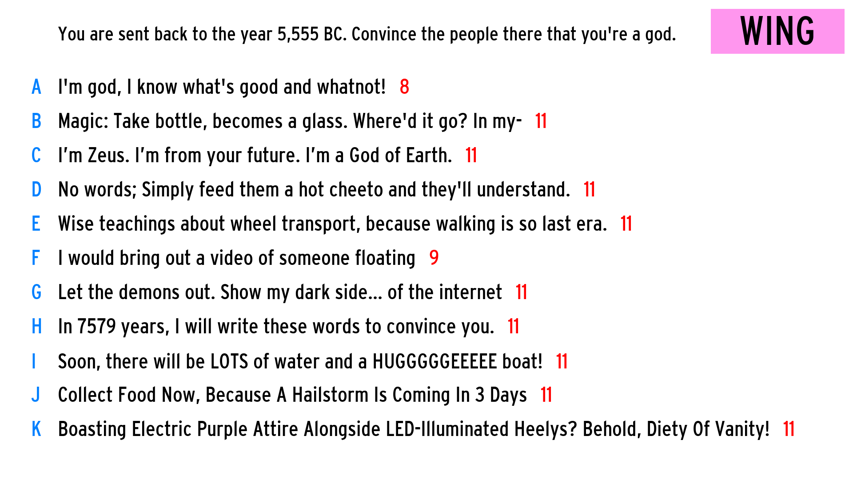 You are sent back to the year 5,555 BC. Convince the people there that you're a god.
WING
A I'm god, I know what's good and whatnot! 8
B Magic: Take bottle, becomes a glass. Where'd it go? In my- 11
C I’m Zeus. I’m from your future. I’m a God of Earth. 11
D No words; Simply feed them a hot cheeto and they'll understand. 11
E Wise teachings about wheel transport, because walking is so last era. 11
F I would bring out a video of someone floating 9
G Let the demons out. Show my dark side... of the internet 11
H In 7579 years, I will write these words to convince you. 11
I Soon, there will be LOTS of water and a HUGGGGGEEEEE boat! 11
J Collect Food Now, Because A Hailstorm Is Coming In 3 Days 11
K Boasting Electric Purple Attire Alongside LED-Illuminated Heelys? Behold, Diety Of Vanity! 11